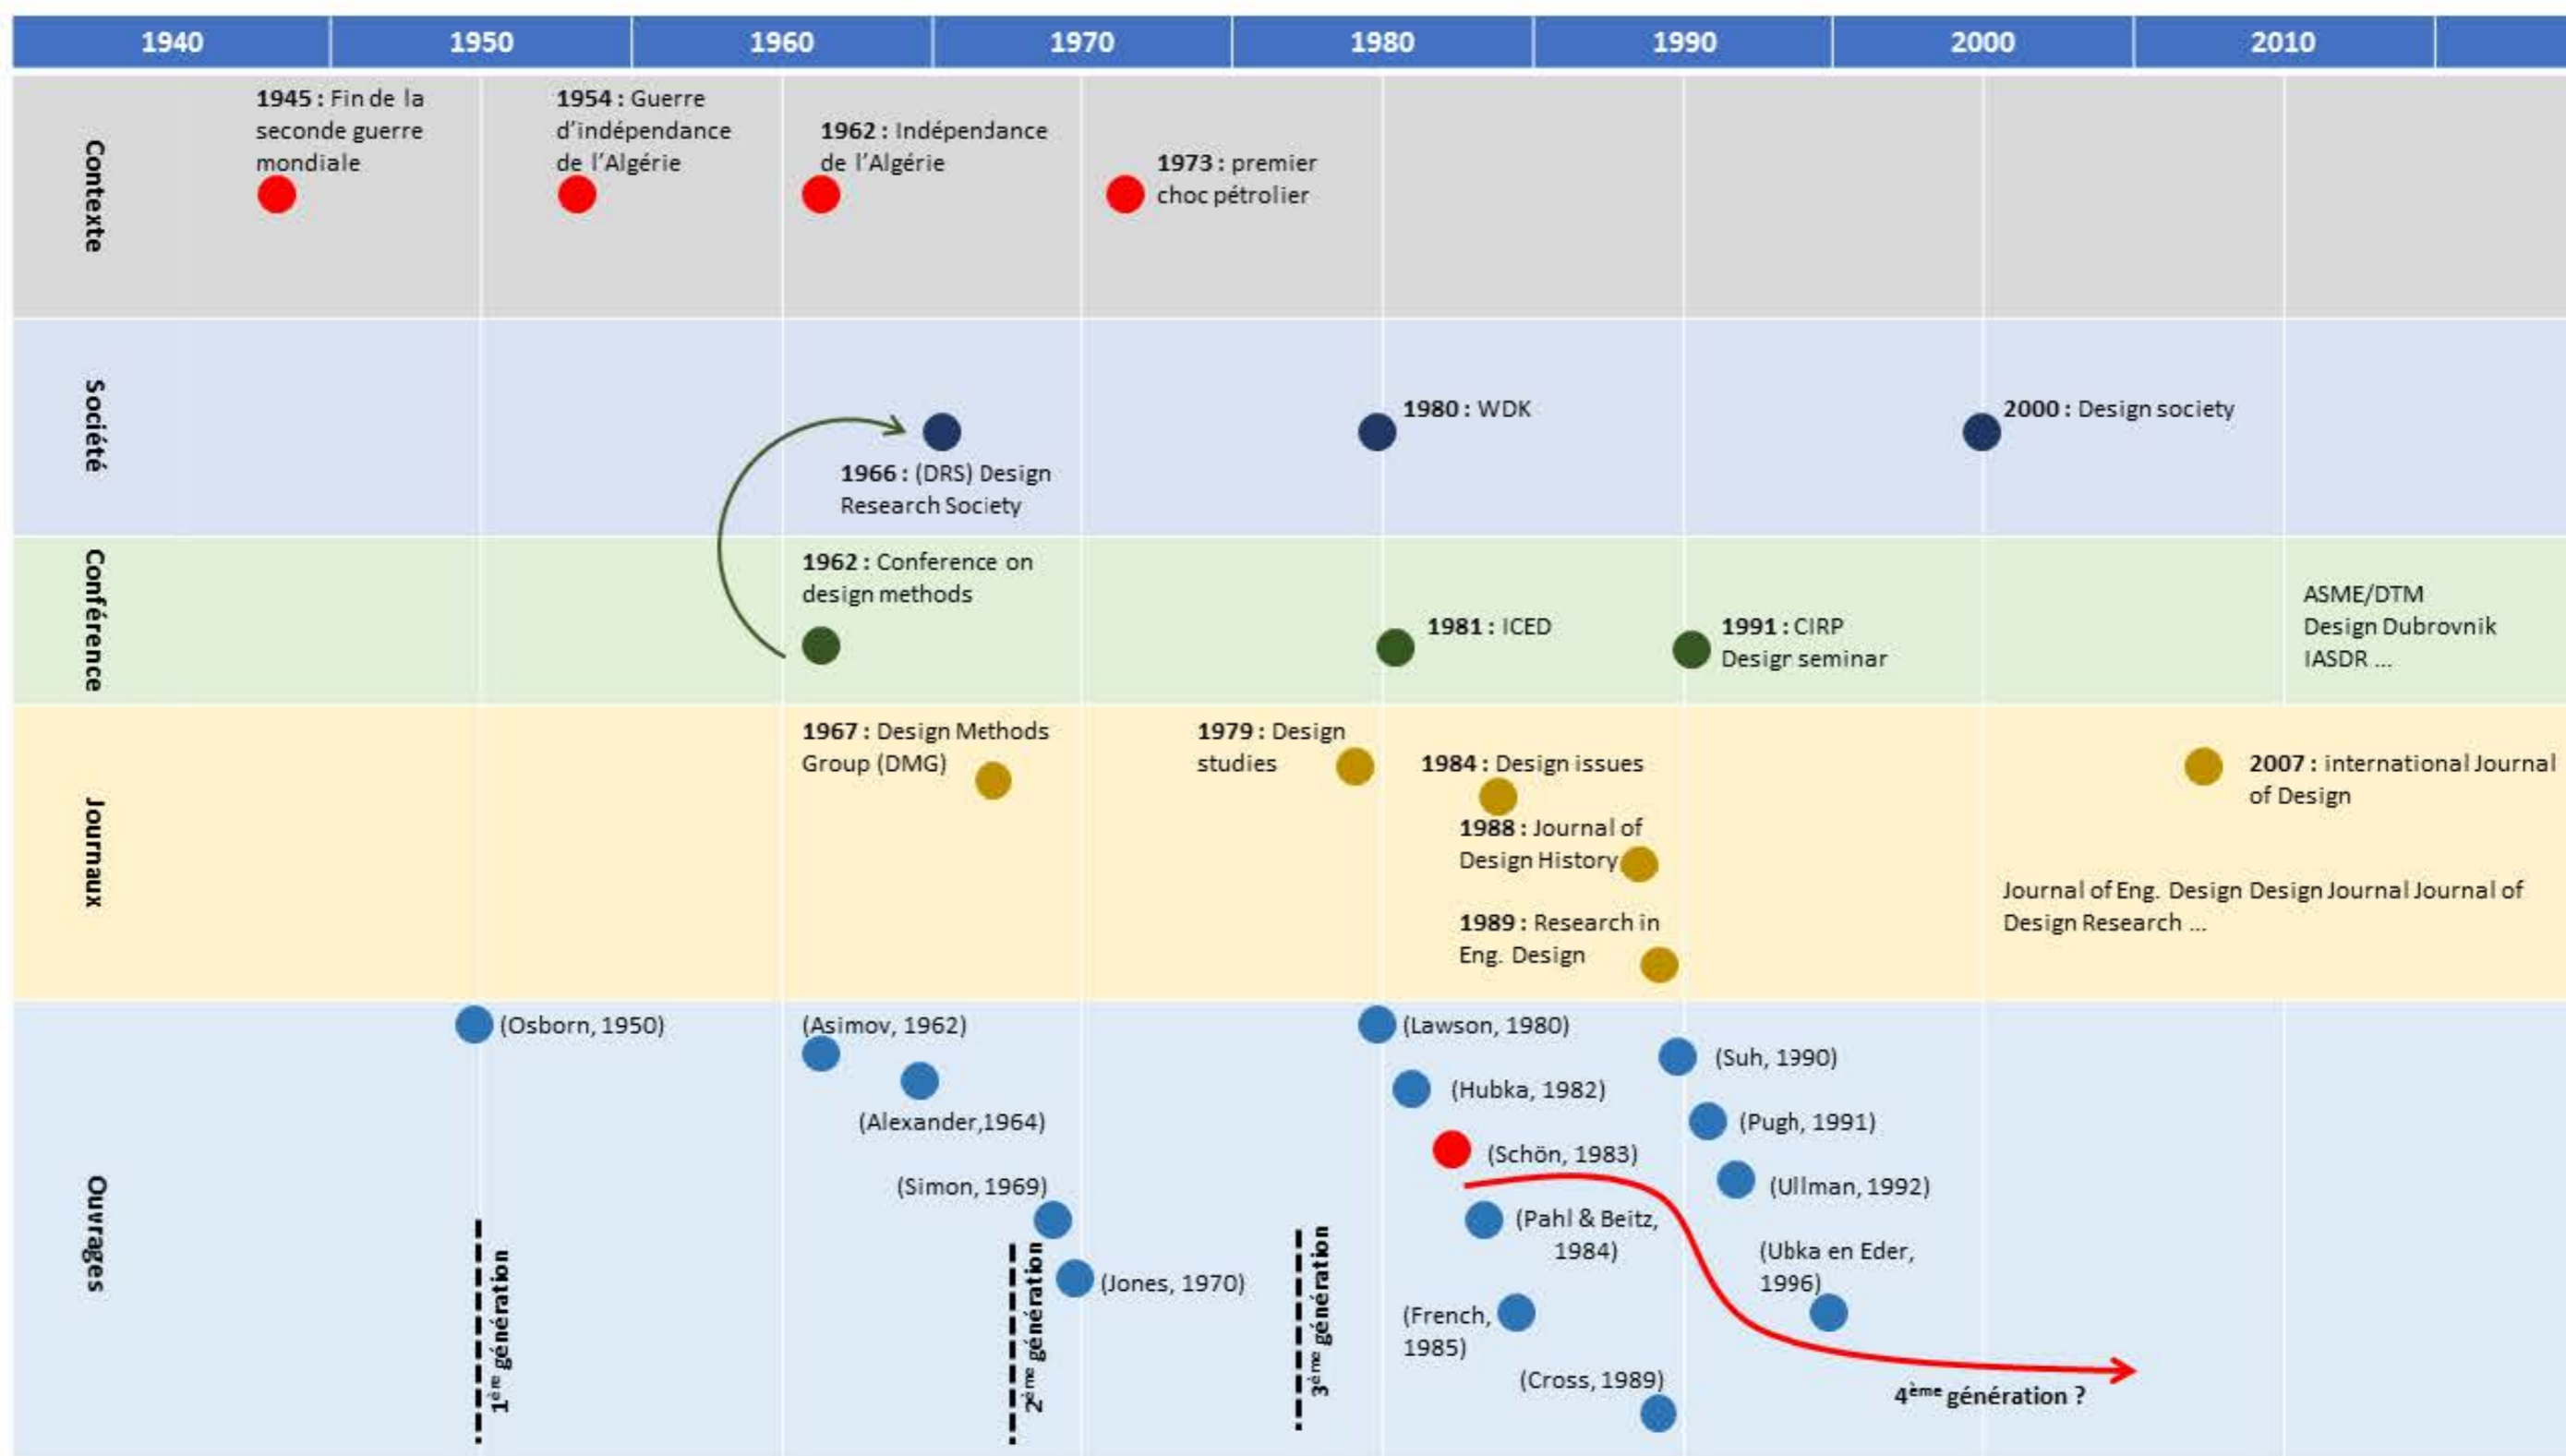 1940 1950 1960 1970 1980 1990 2000 2010
Contexte
1945 : Fin de la
seconde guerre
mondiale
1954 : Guerre
d'indépendance
de l'Algérie
1962 : Indépendance
de l'Algérie
1973 : premier
choc pétrolier
Société
1966 : (DRS) Design
Research Society
1980 : WDK
2000 : Design society
Conférence
1962 : Conference on
design methods
1981 : ICED
1991 : CIRP
Design seminar
ASME/DTM
Design Dubrovnik
IASDR ...
Journaux
1967 : Design Methods
Group (DMG)
1979 : Design
studies
1984 : Design issues
1988 : Journal of
Design History
1989 : Research in
Eng. Design
2007 : international Journal
of Design
Journal of Eng. Design Design Journal Journal of
Design Research ...
Ouvrages
(Osborn, 1950)
(Asimov, 1962)
(Alexander,1964)
(Simon, 1969)
(Jones, 1970)
(Lawson, 1980)
(Hubka, 1982)
(Schön, 1983)
(Pahl & Beitz,
1984)
(French,
1985)
(Cross, 1989)
(Suh, 1990)
(Pugh, 1991)
(Ullman, 1992)
(Ubka en Eder,
1996)
1ère génération
2ème génération
3ème génération
4ème génération ?